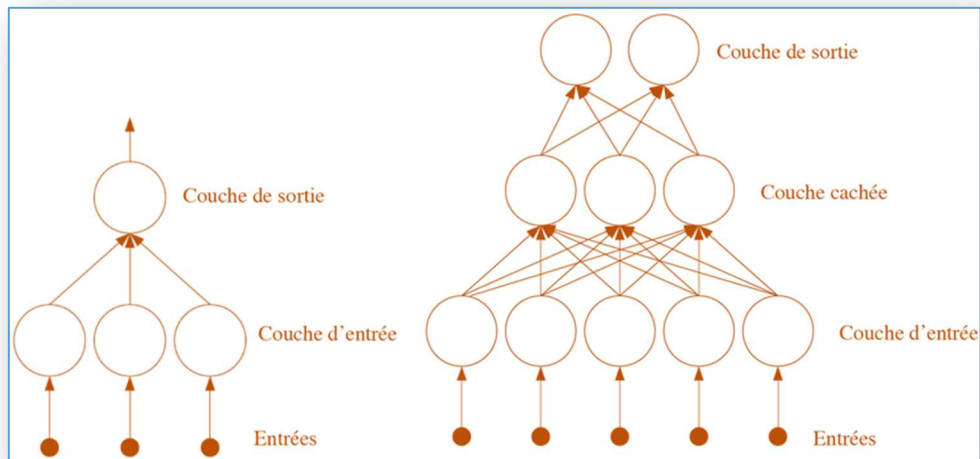 Couche de sortie
Couche d'entrée
Entrées
Couche de sortie
Couche cachée
Couche d'entrée
Entrées